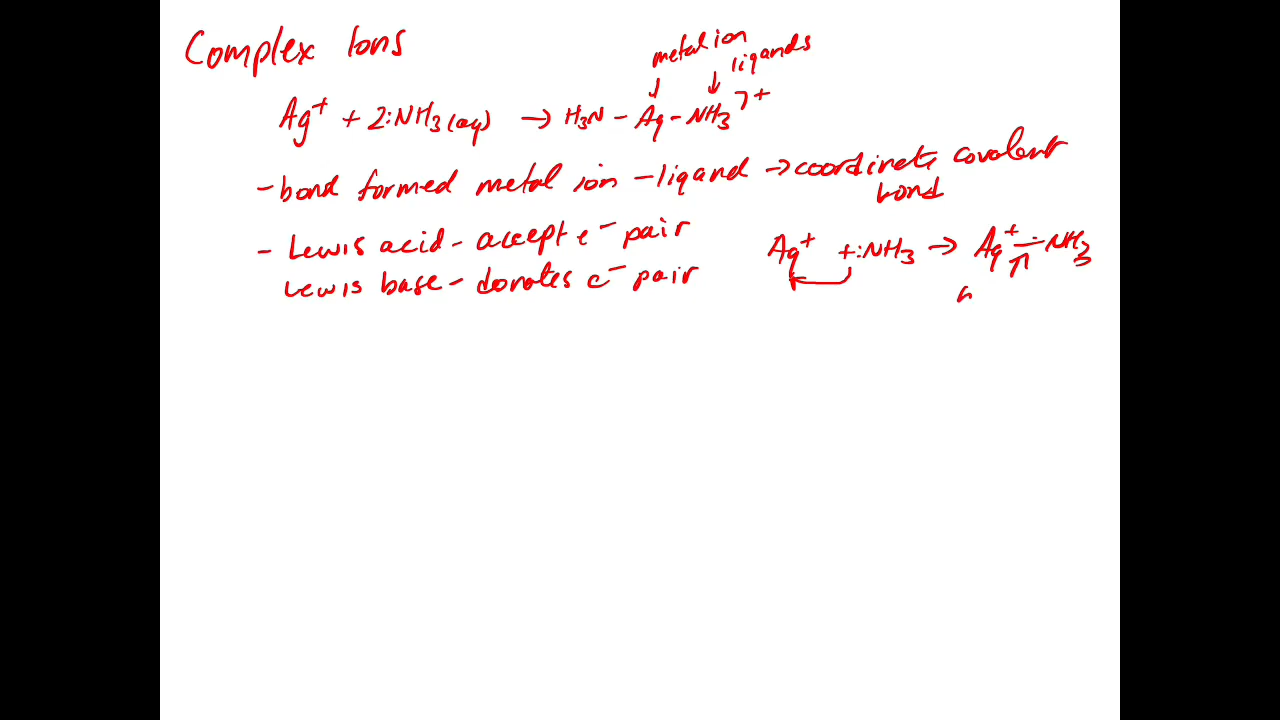 Complex Ions
metal ion
ligands
↓ ↓
Ag⁺ + 2:NH₃(aq) → H₃N - Ag - NH₃ ]⁺
- bond formed metal ion - ligand → coordinate covalent
bond
- Lewis acid - accept e⁻ pair
Ag⁺ + :NH₃ → Ag⁺ — :NH₃
Lewis base - donates e⁻ pair